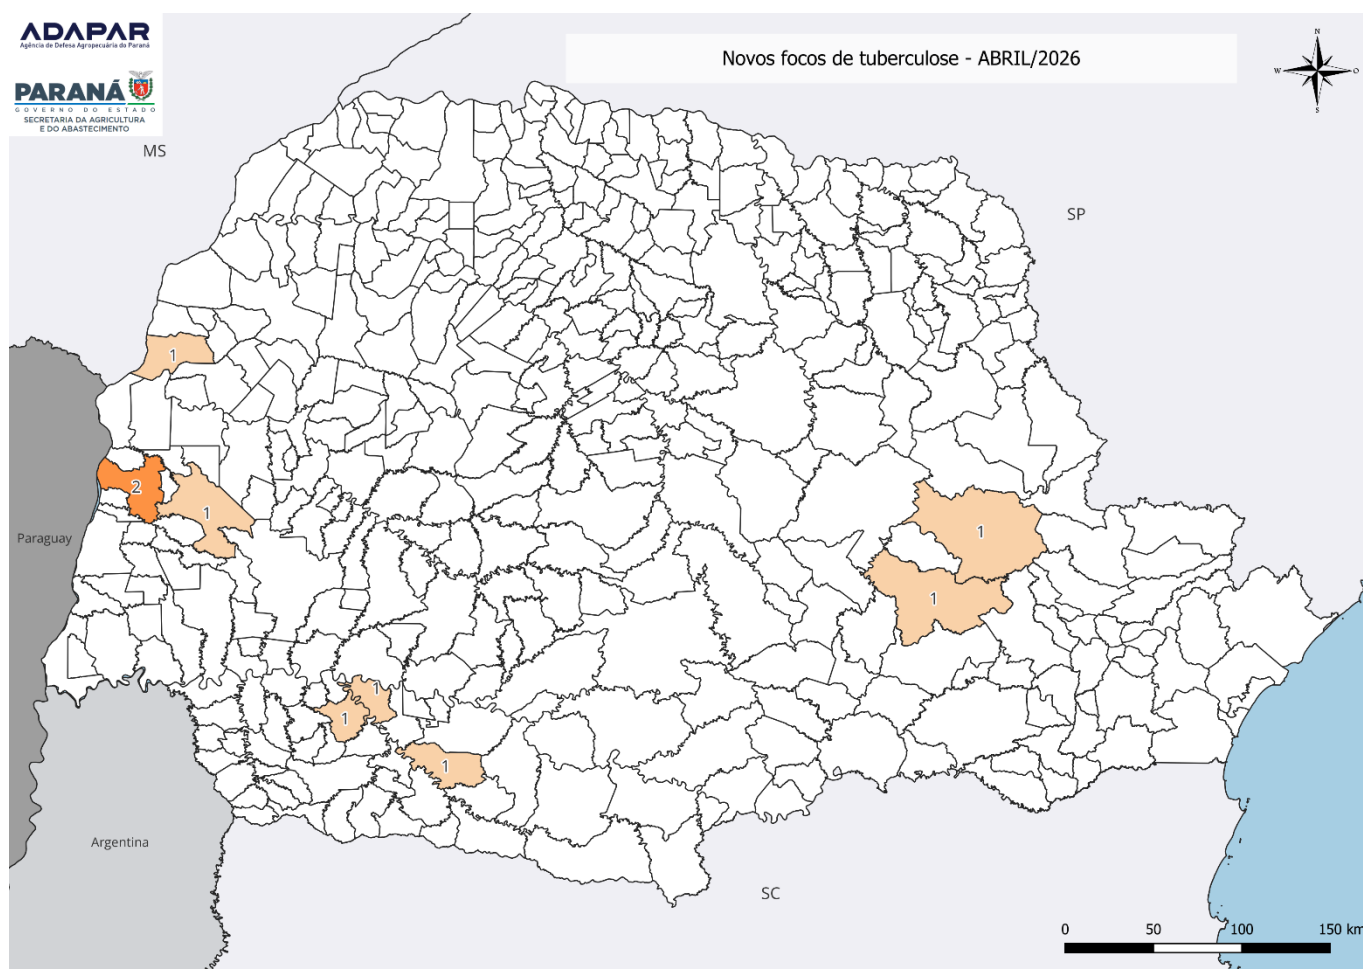 ADAPAR
Agência de Defesa Agropecuária do Paraná
PARANÁ
GOVERNO DO ESTADO
SECRETARIA DA AGRICULTURA
E DO ABASTECIMENTO
Novos focos de tuberculose - ABRIL/2026
N
W
O
S
MS
SP
1
2
1
Paraguay
1
1
1
1
1
Argentina
SC
0 50 100 150 km